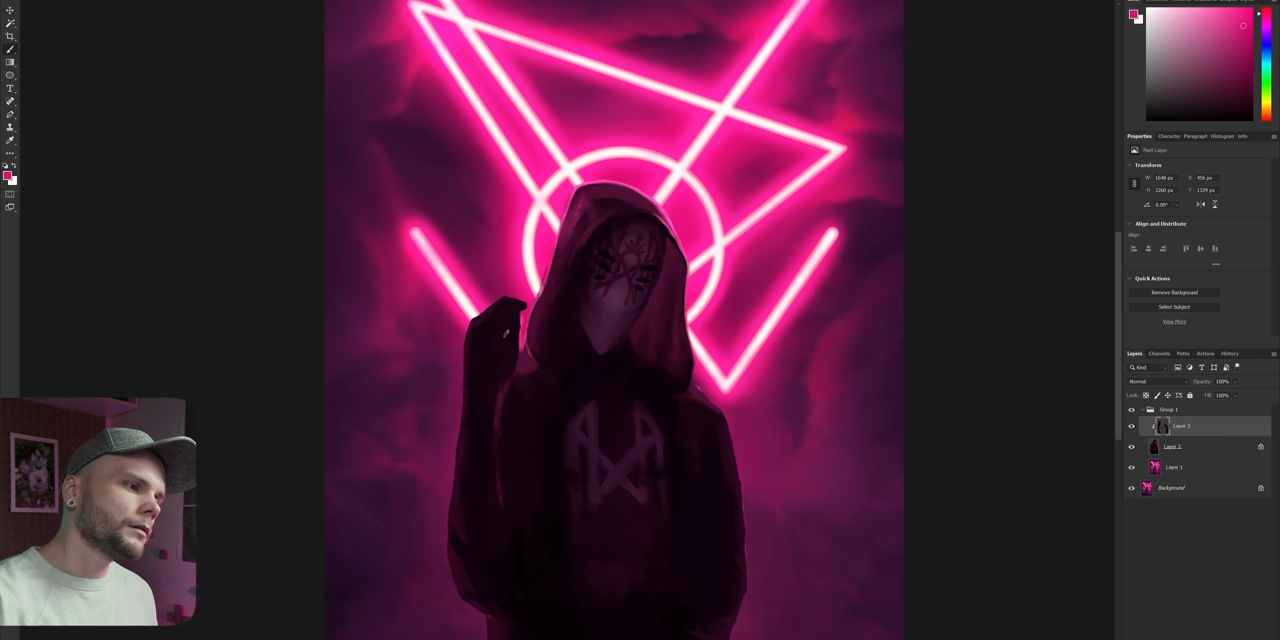 Properties Character Paragraph Histogram Info
Pixel Layer
Transform
W 1648 px X 456 px
H 2260 px Y 1329 px
0.00°
Align and Distribute
Align:
Quick Actions
Remove Background
Select Subject
View More
Layers Channels Paths Actions History
Kind
Normal Opacity: 100%
Lock: Fill: 100%
Group 1
Layer 3
Layer 2
Layer 1
Background